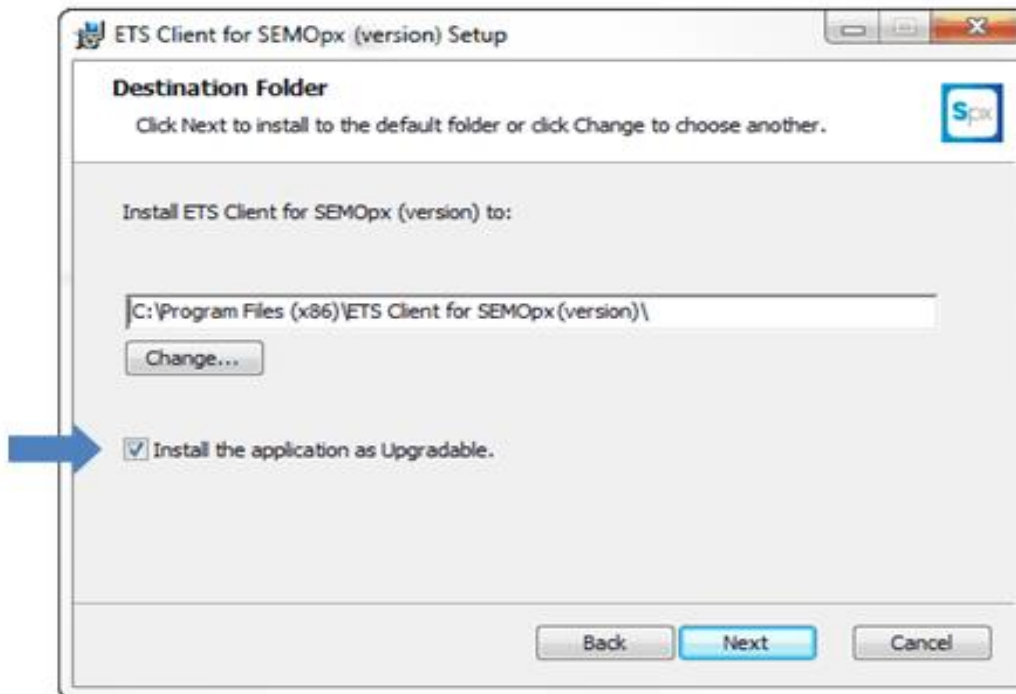 ETS Client for SEMOpx (version) Setup
Destination Folder
Click Next to install to the default folder or click Change to choose another.
Spx
Install ETS Client for SEMOpx (version) to:
C:\Program Files (x86)\ETS Client for SEMOpx(version)\
Change...
Install the application as Upgradable.
Back Next Cancel